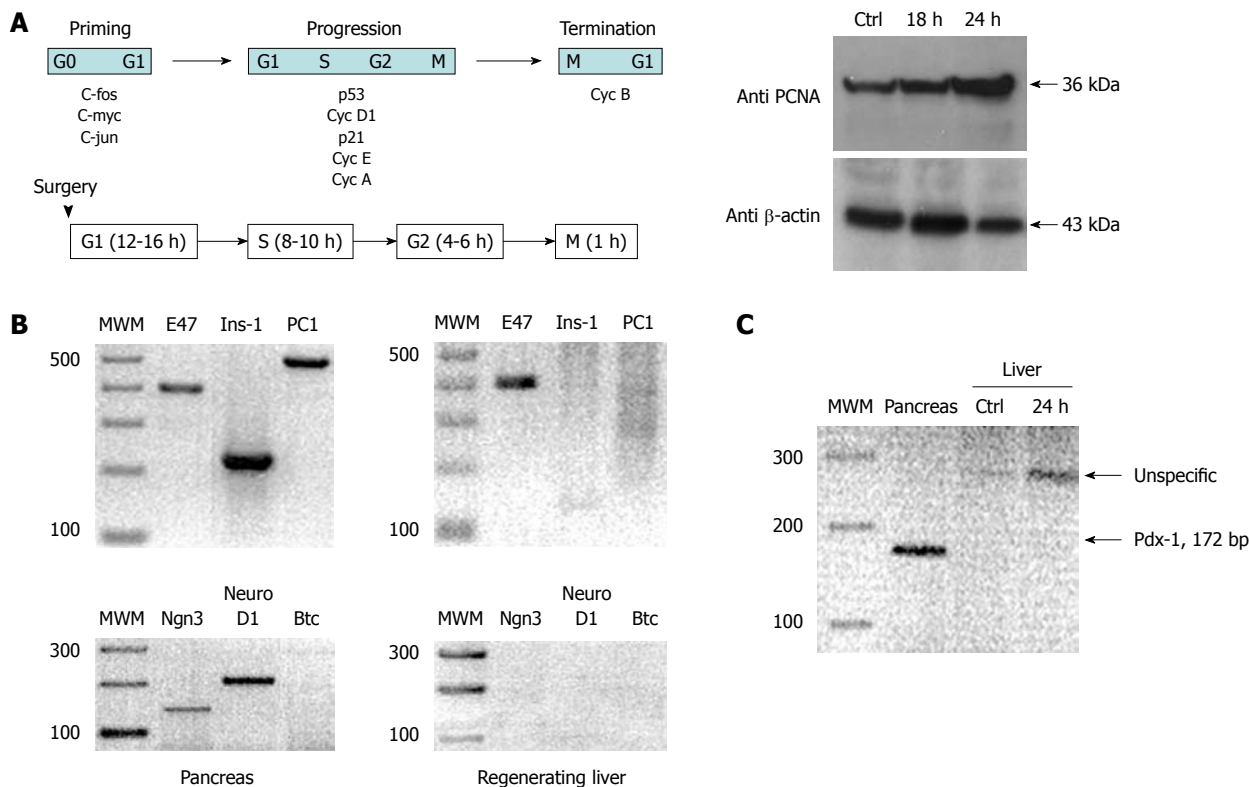 A
Priming
Progression
Termination
G0 G1
G1 S G2 M
M G1
C-fos
C-myc
C-jun
p53
Cyc D1
p21
Cyc E
Cyc A
Cyc B
Surgery
G1 (12-16 h)
S (8-10 h)
G2 (4-6 h)
M (1 h)
Ctrl 18 h 24 h
Anti PCNA
36 kDa
Anti β-actin
43 kDa
B
MWM E47 Ins-1 PC1
500
100
MWM E47 Ins-1 PC1
500
100
Neuro
MWM Ngn3 D1 Btc
300
100
Pancreas
Neuro
MWM Ngn3 D1 Btc
300
100
Regenerating liver
C
Liver
MWM Pancreas Ctrl 24 h
300
200
100
Unspecific
Pdx-1, 172 bp